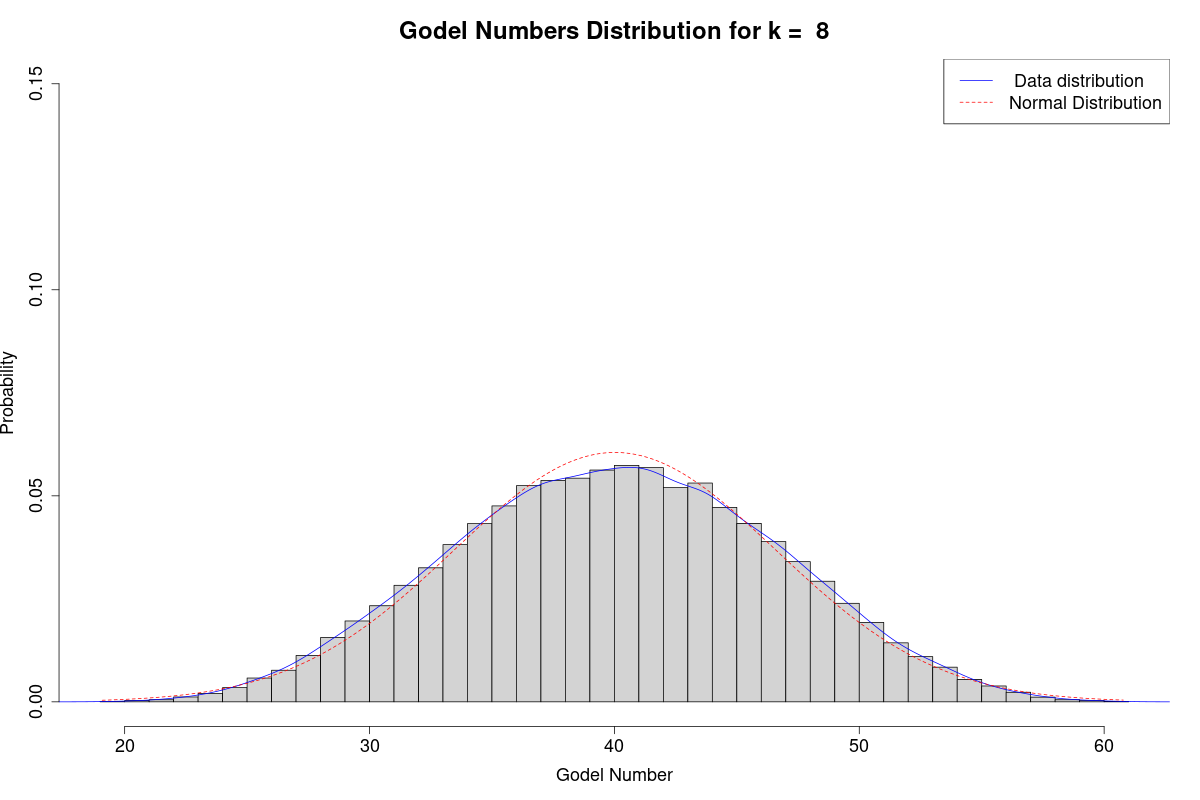 Godel Numbers Distribution for k =  8
Data distribution
Normal Distribution
0.15
0.10
0.05
0.00
Probability
20 30 40 50 60
Godel Number